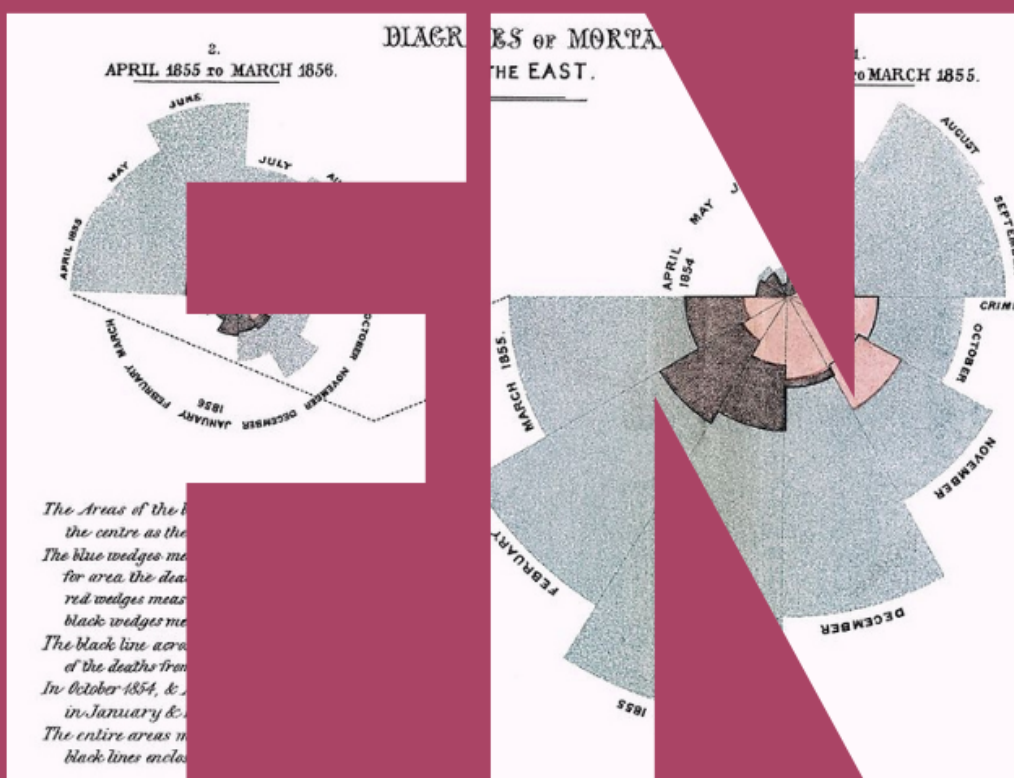 DIAGR ES OF MORTA
THE EAST.
2.
APRIL 1855 TO MARCH 1856.
1.
TO MARCH 1855.
JUNE
MAY
JULY
AU
APRIL 1855
MARCH
FEBRUARY
1856
JANUARY
DECEMBER
NOVEMBER
OCTOBER
AUGUST
SEPTEM
CRIM
OCTOBER
NOVEMBER
DECEMBER
MAY
J
APRIL
1854
MARCH 1855.
FEBRUARY
1855
The Areas of the b
the centre as the
The blue wedges me
for area the dea
red wedges meas
black wedges me
The black line acro
of the deaths from
In October 1854, &
in January &
The entire areas m
black lines enclos